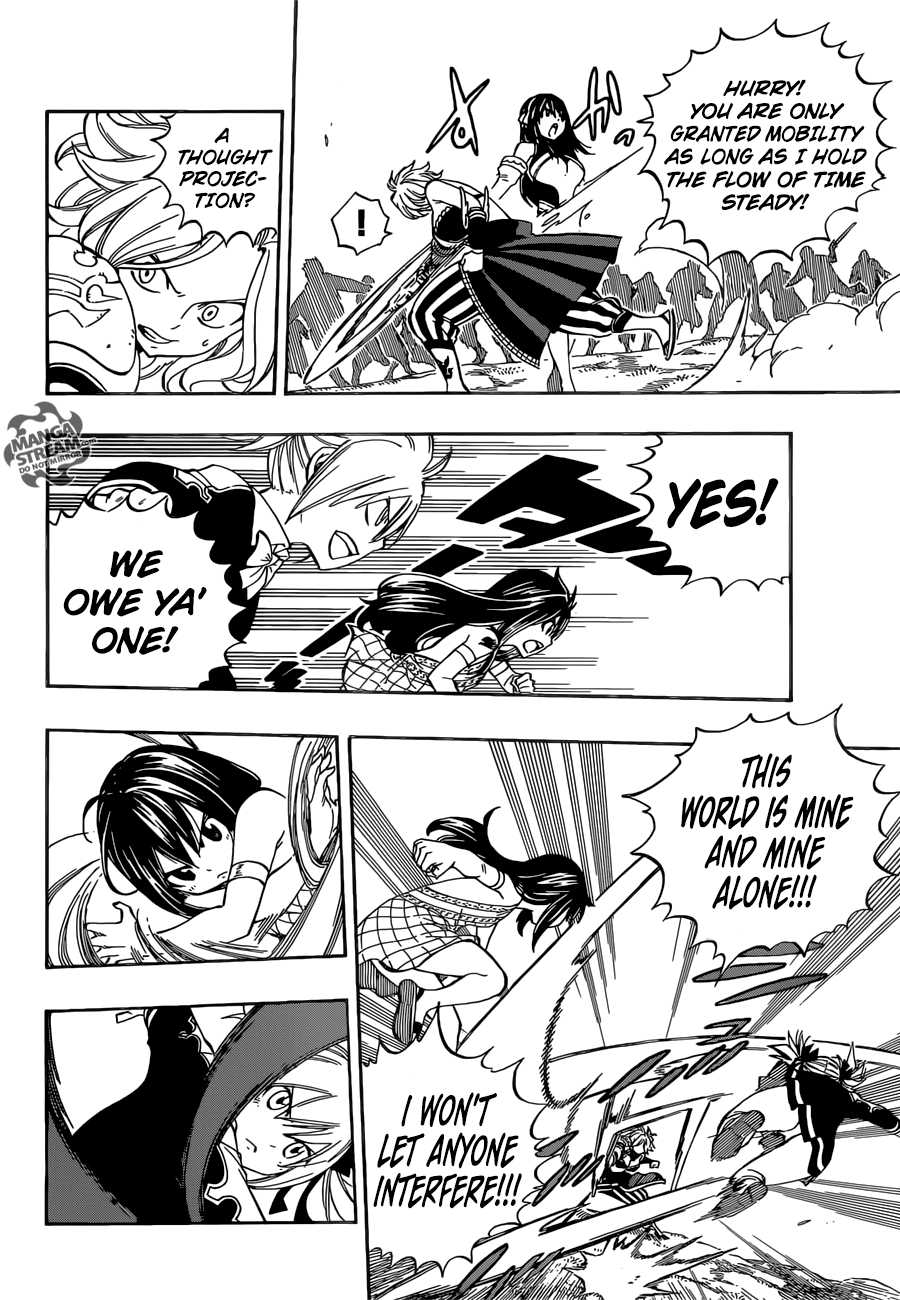 HURRY!
YOU ARE ONLY
GRANTED MOBILITY
AS LONG AS I HOLD
THE FLOW OF TIME
STEADY!
!
A
THOUGHT
PROJEC-
TION?
YES!
WE
OWE YA'
ONE!
MANGA
STREAM.com
DO NOT MIRROR
THIS
WORLD IS MINE
AND MINE
ALONE!!!
I WON'T
LET ANYONE
INTERFERE!!!